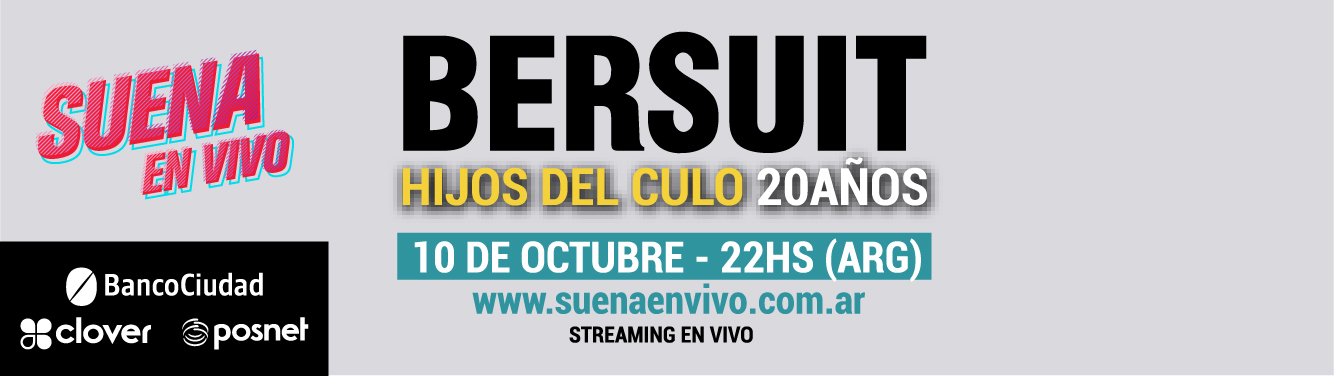 SUENA
EN VIVO
BancoCiudad
clover
posnet
BERSUIT
HIJOS DEL CULO 20AÑOS
10 DE OCTUBRE - 22HS (ARG)
www.suenaenvivo.com.ar
STREAMING EN VIVO